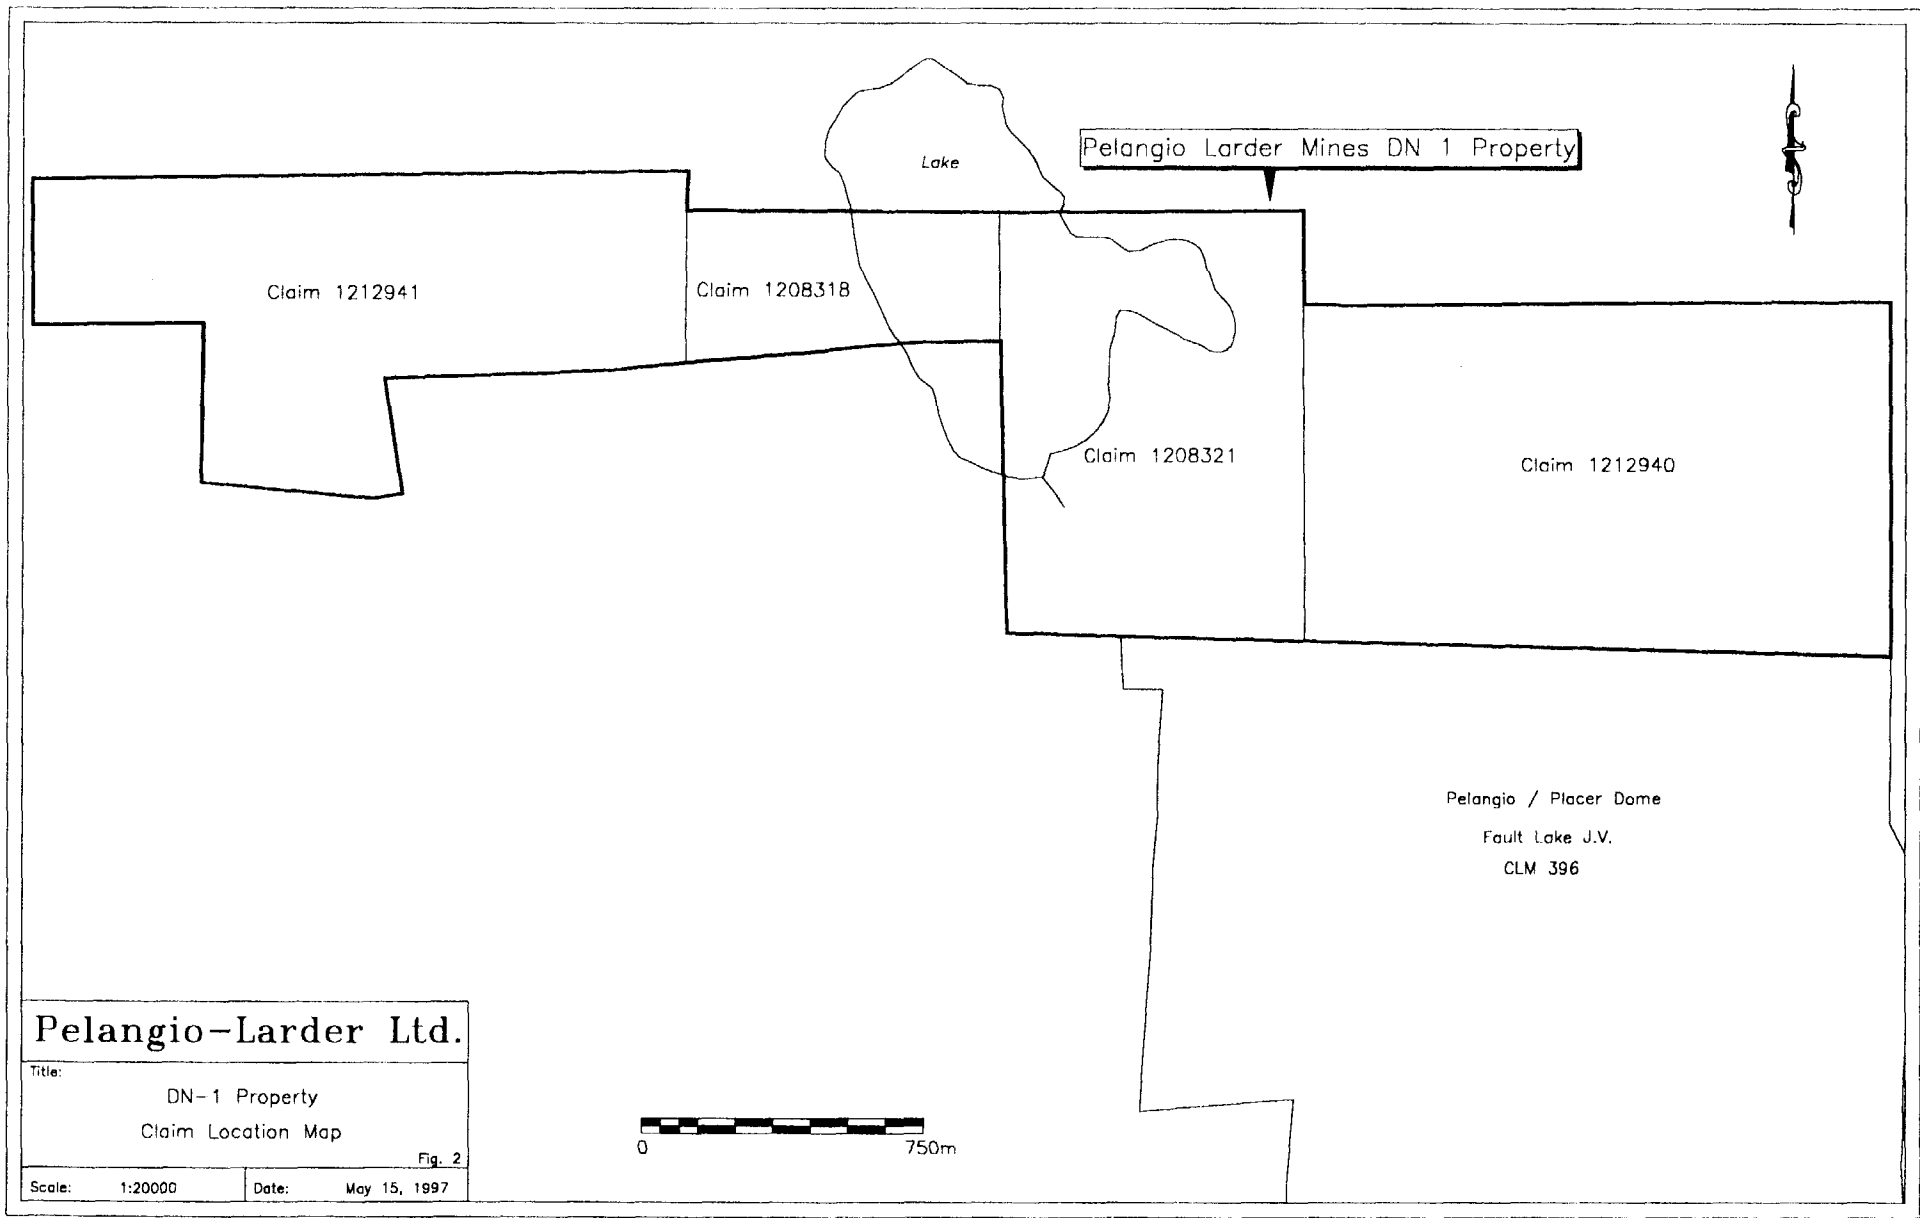 Lake
Pelangio Larder Mines DN 1 Property
Claim 1212941
Claim 1208318
Claim 1208321
Claim 1212940
Pelangio / Placer Dome
Fault Lake J.V.
CLM 396
Pelangio-Larder Ltd.
Title:
DN-1 Property
Claim Location Map
Fig. 2
Scale: 1:20000
Date: May 15, 1997
0 750m